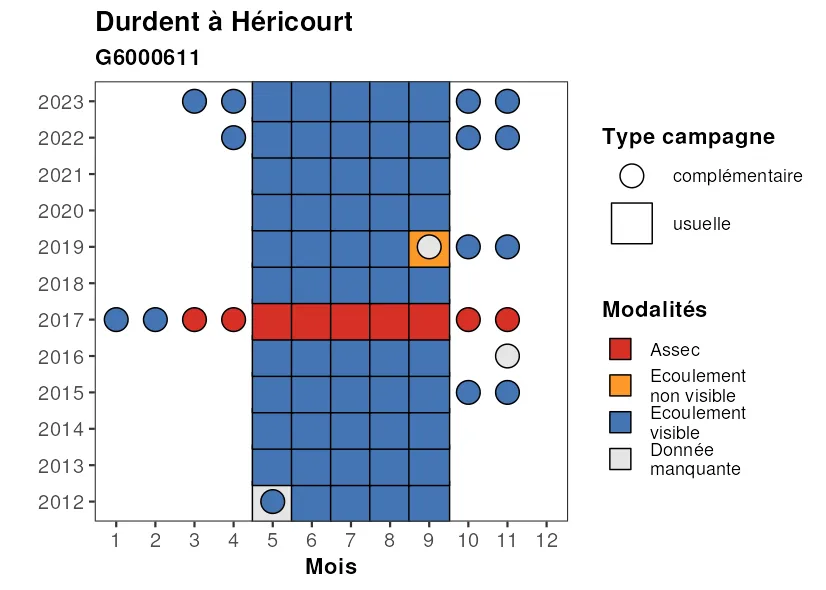 Durdent à Héricourt
G6000611
2023
2022
2021
2020
2019
2018
2017
2016
2015
2014
2013
2012
1 2 3 4 5 6 7 8 9 10 11 12
Mois
Type campagne
complémentaire
usuelle
Modalités
Assec
Ecoulement
non visible
Ecoulement
visible
Donnée
manquante